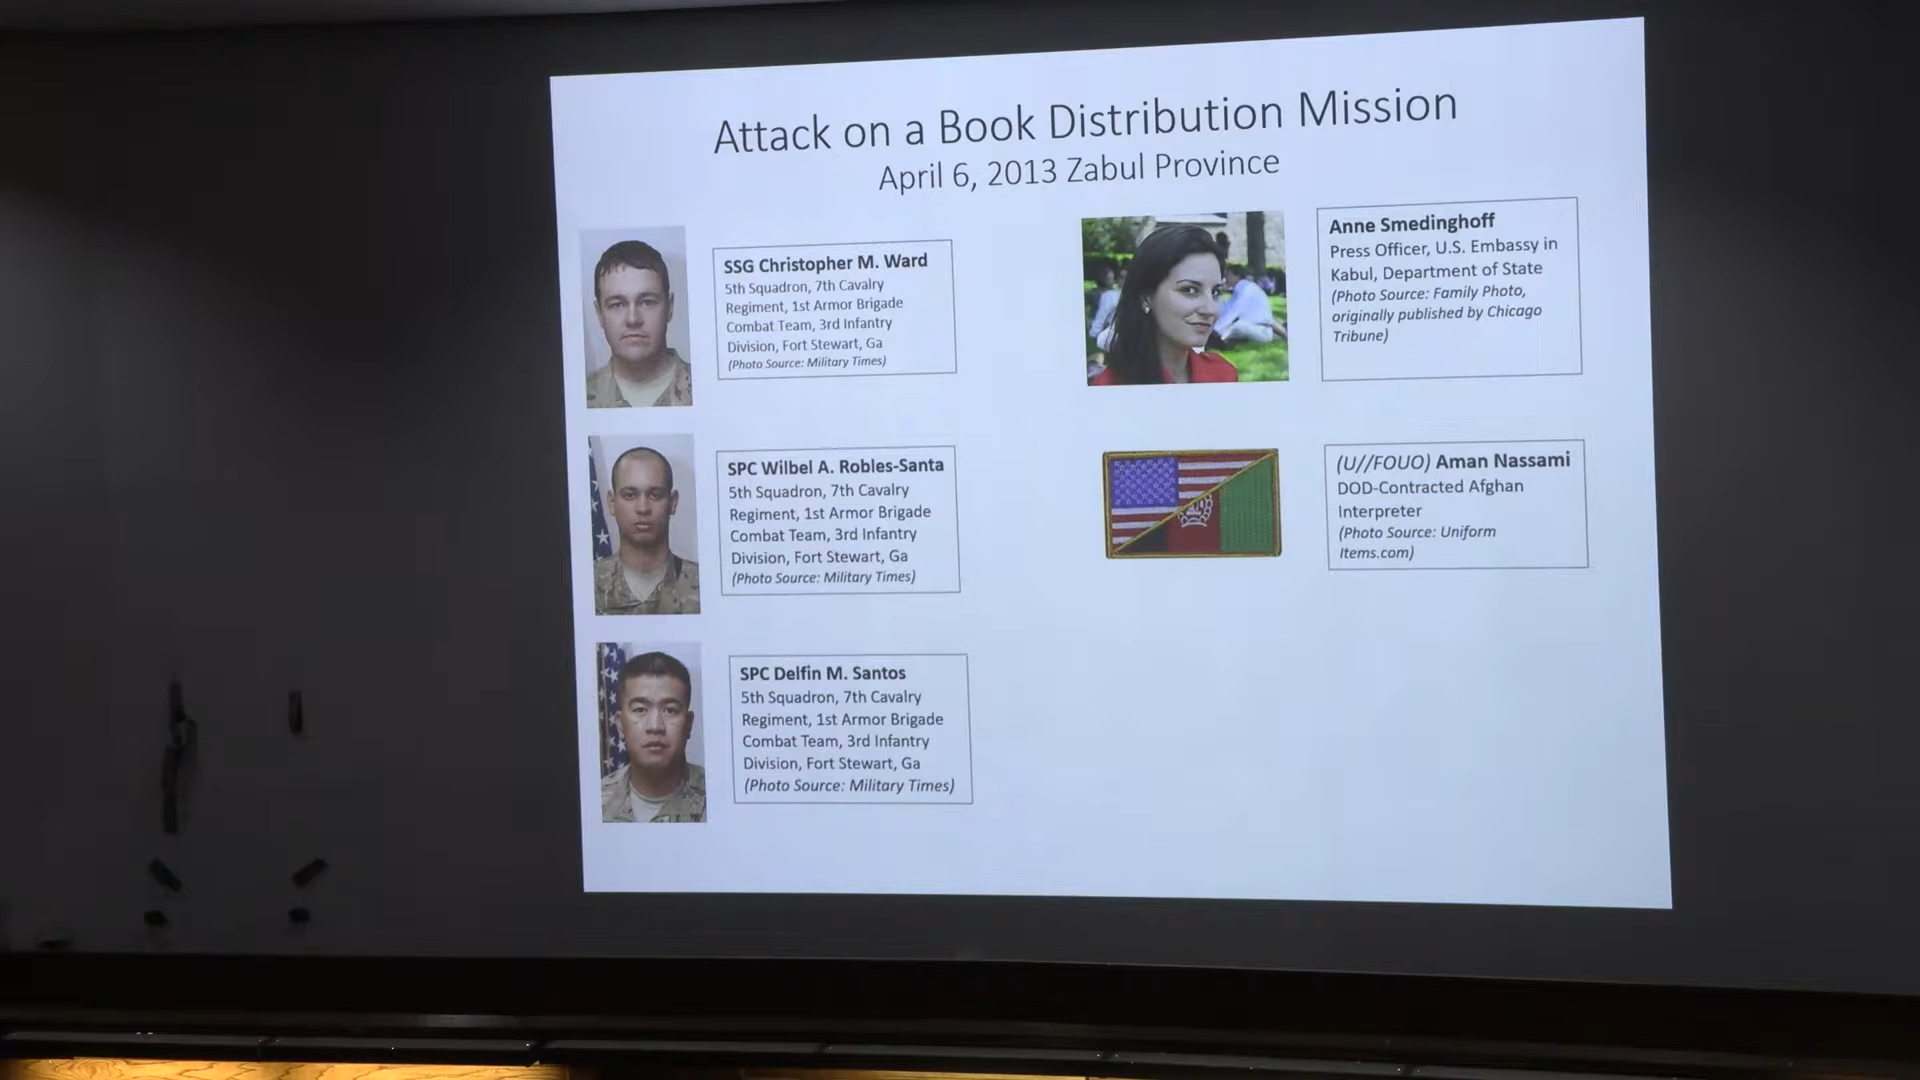 Attack on a Book Distribution Mission
April 6, 2013 Zabul Province
SSG Christopher M. Ward
5th Squadron, 7th Cavalry
Regiment, 1st Armor Brigade
Combat Team, 3rd Infantry
Division, Fort Stewart, Ga
(Photo Source: Military Times)
SPC Wilbel A. Robles-Santa
5th Squadron, 7th Cavalry
Regiment, 1st Armor Brigade
Combat Team, 3rd Infantry
Division, Fort Stewart, Ga
(Photo Source: Military Times)
SPC Delfin M. Santos
5th Squadron, 7th Cavalry
Regiment, 1st Armor Brigade
Combat Team, 3rd Infantry
Division, Fort Stewart, Ga
(Photo Source: Military Times)
Anne Smedinghoff
Press Officer, U.S. Embassy in
Kabul, Department of State
(Photo Source: Family Photo,
originally published by Chicago
Tribune)
(U//FOUO) Aman Nassami
DOD-Contracted Afghan
Interpreter
(Photo Source: Uniform
Items.com)